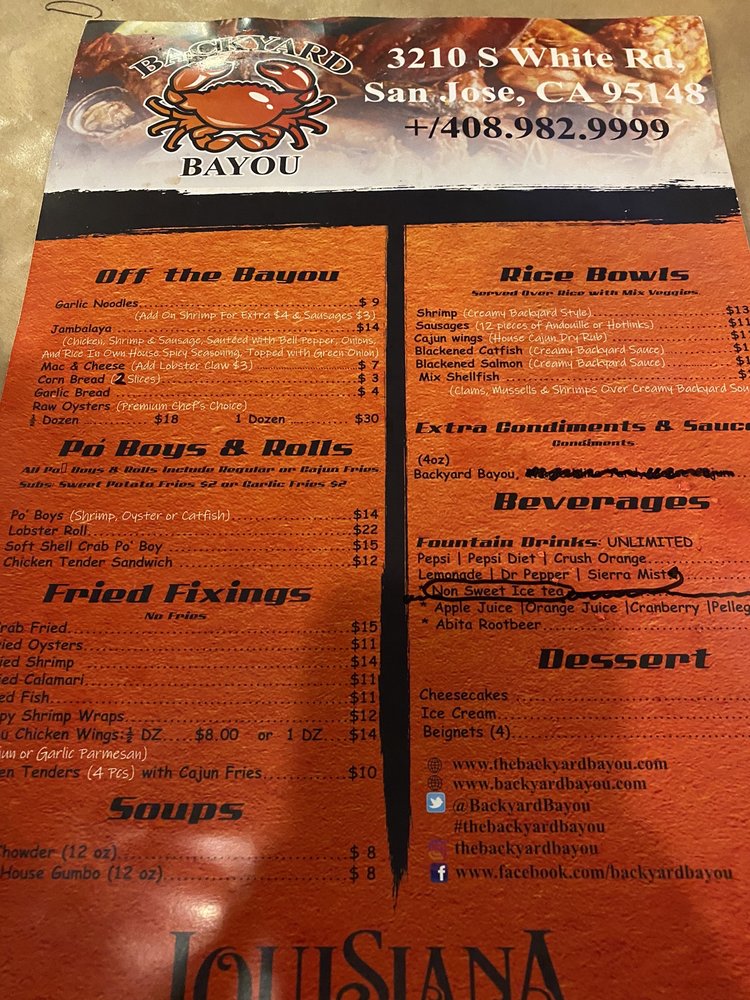 BACKYARD
BAYOU
3210 S White Rd,
San Jose, CA 95148
+/408.982.9999
Off the Bayou
Garlic Noodles $ 9
(Add On Shrimp For Extra $4 & Sausages $3)
Jambalaya $14
(Chicken, Shrimp & Sausage, Sauteed With Bell Pepper, Onions,
And Rice In Own House Spicy Seasoning, Topped with Green Onion)
Mac & Cheese (Add Lobster Claw $3) $ 7
Corn Bread (2 Slices) $ 3
Garlic Bread $ 4
Raw Oysters (Premium Chef's Choice)
½ Dozen $18 1 Dozen $30
Po' Boys & Rolls
All Po Boys & Rolls Include Regular or Cajun Fries
Subs: Sweet Potato Fries $2 or Garlic Fries $2
Po' Boys (Shrimp, Oyster or Catfish) $14
Lobster Roll $22
Soft Shell Crab Po' Boy $15
Chicken Tender Sandwich $12
Fried Fixings
No Fries
Crab Fried $15
ried Oysters $11
ied Shrimp $14
ied Calamari $11
ed Fish $11
py Shrimp Wraps $12
u Chicken Wings: ½ DZ $8.00 or 1 DZ $14
jun or Garlic Parmesan)
en Tenders (4 Pcs) with Cajun Fries $10
Soups
Chowder (12 oz) $ 8
House Gumbo (12 oz) $ 8
Rice Bowls
Served Over Rice with Mix Veggies
Shrimp (Creamy Backyard Style) $13
Sausages (12 pieces of Andouille or Hotlinks) $11
Cajun wings (House Cajun Dry Rub) $1
Blackened Catfish (Creamy Backyard Sauce) $1
Blackened Salmon (Creamy Backyard Sauce) $1
Mix Shellfish
(Clams, Mussells & Shrimps Over Creamy Backyard Sou
Extra Condiments & Sauce
Condiments
(4oz)
Backyard Bayou,
Beverages
Fountain Drinks: UNLIMITED
Pepsi | Pepsi Diet | Crush Orange
Lemonade | Dr Pepper | Sierra Mist
Non Sweet Ice tea
* Apple Juice |Orange Juice |Cranberry |Pelleg
* Abita Rootbeer
Dessert
Cheesecakes
Ice Cream
Beignets (4)
www.thebackyardbayou.com
www.backyardbayou.com
@BackyardBayou
#thebackyardbayou
thebackyardbayou
www.facebook.com/backyardbayou
LOUISIANA